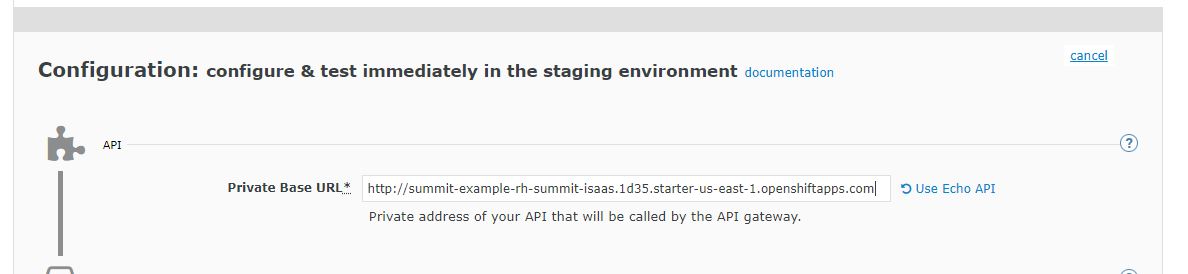 cancel
Configuration: configure & test immediately in the staging environment documentation
API
?
Private Base URL* http://summit-example-rh-summit-isaas.1d35.starter-us-east-1.openshiftapps.com Use Echo API
Private address of your API that will be called by the API gateway.